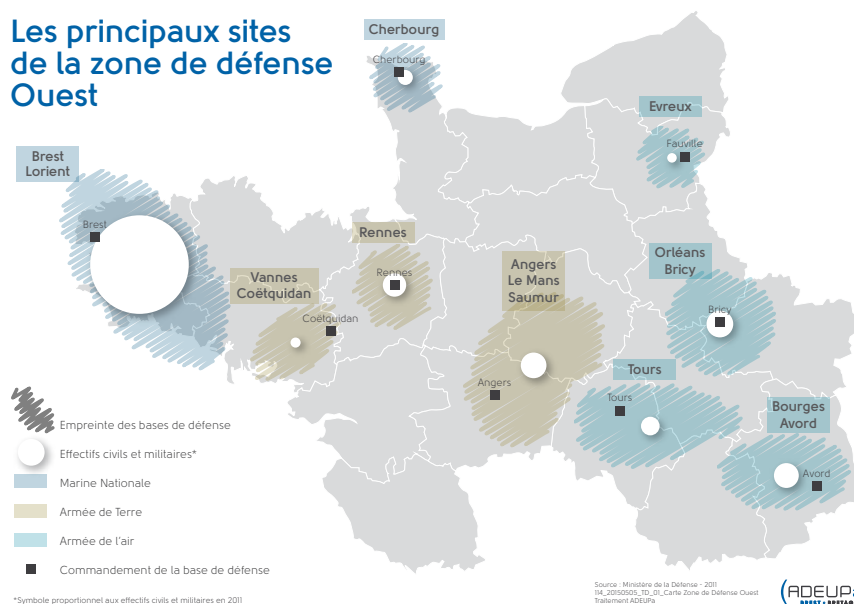 Les principaux sites
de la zone de défense
Ouest
Cherbourg
Cherbourg
Evreux
Fauville
Brest
Lorient
Brest
Rennes
Rennes
Vannes
Coëtquidan
Coëtquidan
Angers
Le Mans
Saumur
Angers
Orléans
Bricy
Bricy
Tours
Tours
Bourges
Avord
Avord
Empreinte des bases de défense
Effectifs civils et militaires*
Marine Nationale
Armée de Terre
Armée de l'air
Commandement de la base de défense
*Symbole proportionnel aux effectifs civils et militaires en 2011
Source : Ministère de la Défense - 2011
114_20150505_TD_01_Carte Zone de Défense Ouest
Traitement ADEUPa
ADEUPa